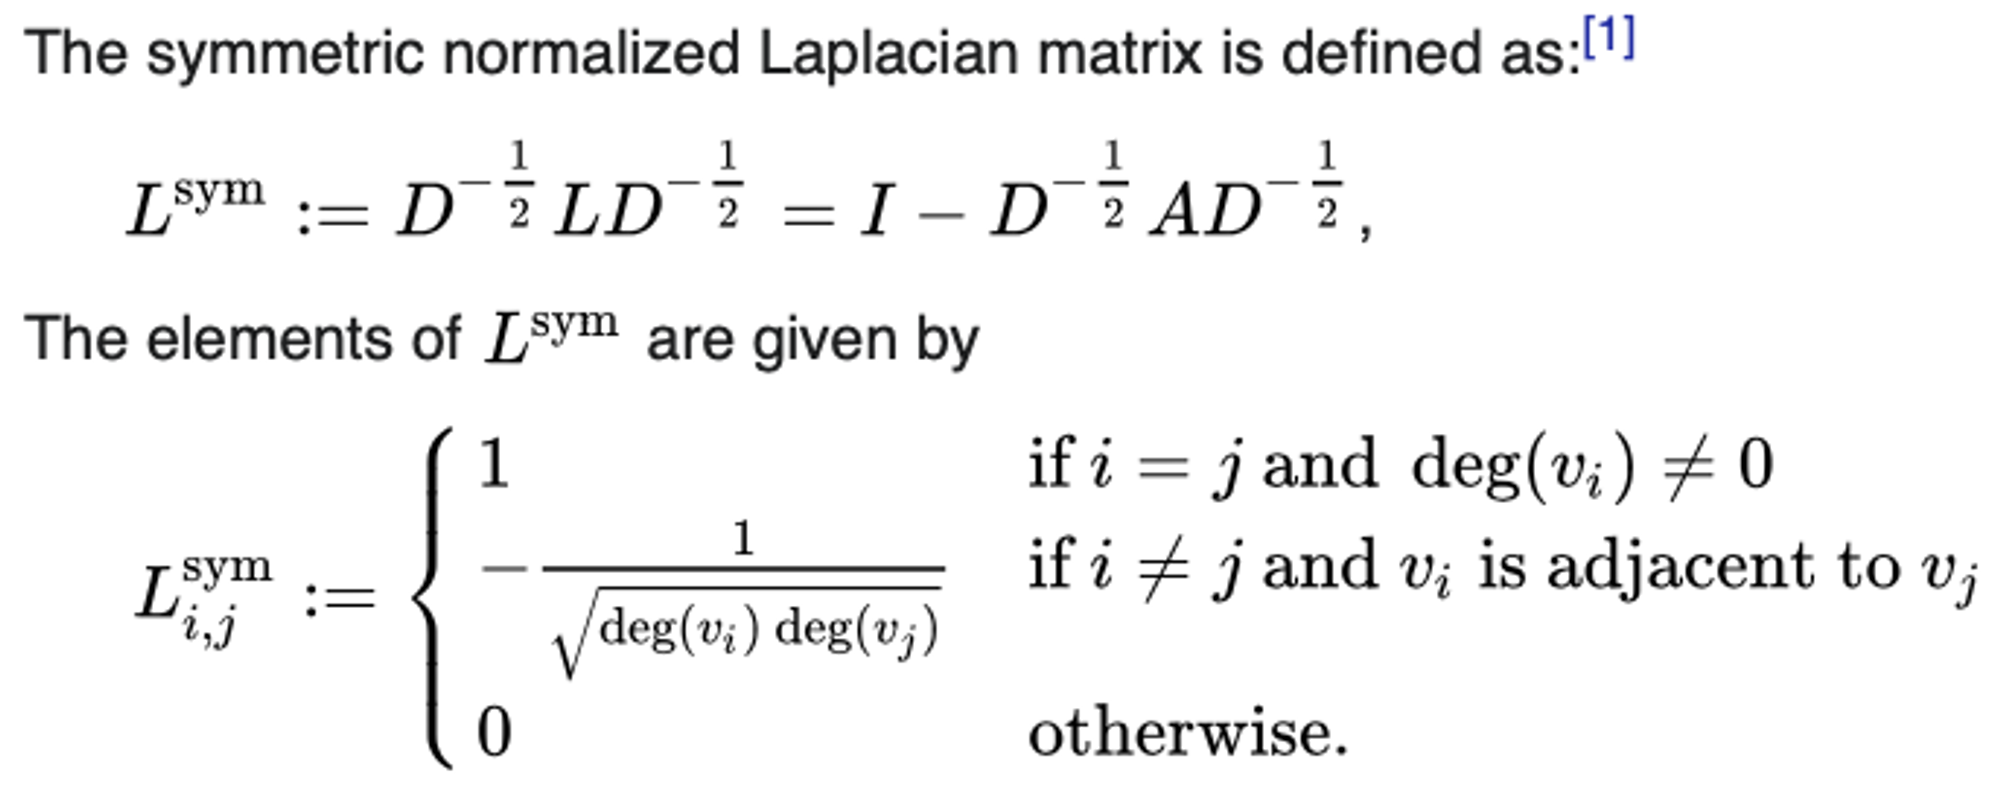 The symmetric normalized Laplacian matrix is defined as:[1]
$L^{\text{sym}} := D^{-\frac{1}{2}} L D^{-\frac{1}{2}} = I - D^{-\frac{1}{2}} A D^{-\frac{1}{2}},$
The elements of $L^{\text{sym}}$ are given by
$L^{\text{sym}}_{i,j} := \begin{cases} 1 & \text{if } i = j \text{ and } \deg(v_i) \neq 0 \\ -\frac{1}{\sqrt{\deg(v_i) \deg(v_j)}} & \text{if } i \neq j \text{ and } v_i \text{ is adjacent to } v_j \\ 0 & \text{otherwise.} \end{cases}$